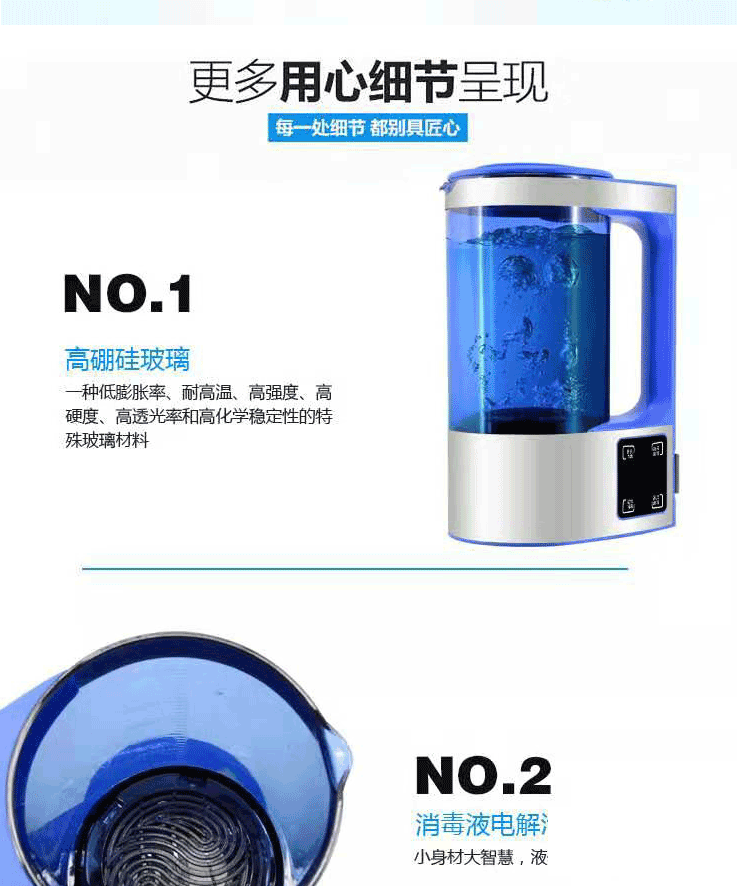 更多用心细节呈现
每一处细节 都别具匠心
NO.1
高硼硅玻璃
一种低膨胀率、耐高温、高强度、高
硬度、高透光率和高化学稳定性的特
殊玻璃材料
NO.2
消毒液电解
小身材大智慧，液